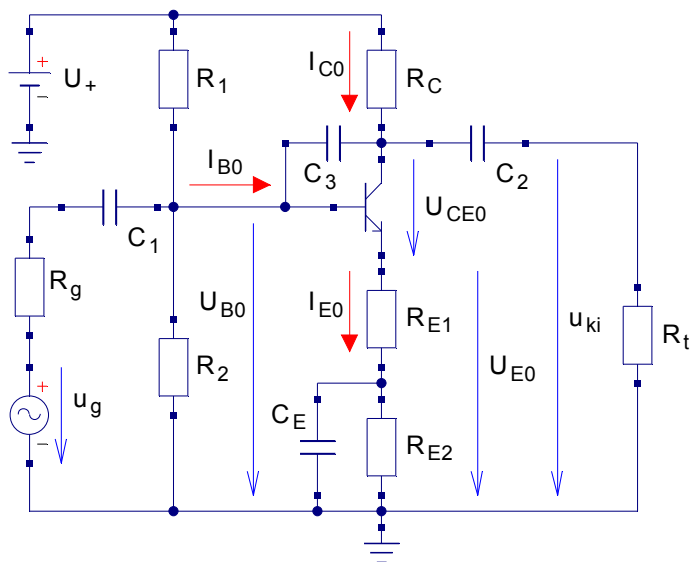 +
U+
−
R1
IC0
RC
IB0
C3
C2
C1
UCE0
Rg
UB0
IE0
RE1
uki
Rt
+
ug
−
R2
UE0
CE
RE2